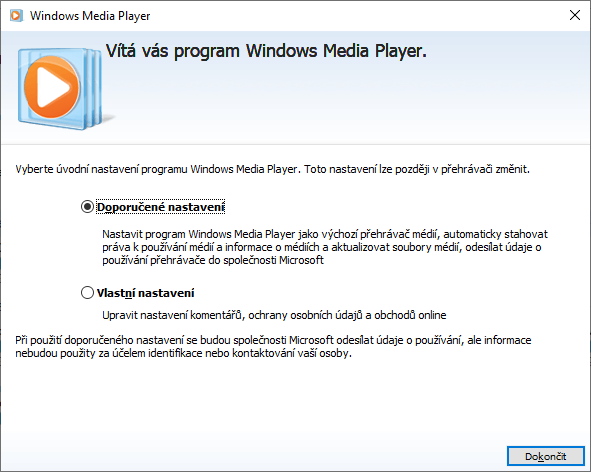 Windows Media Player
Vítá vás program Windows Media Player.
Vyberte úvodní nastavení programu Windows Media Player. Toto nastavení lze později v přehrávači změnit.
Doporučené nastavení
Nastavit program Windows Media Player jako výchozí přehrávač médií, automaticky stahovat
práva k používání médií a informace o médiích a aktualizovat soubory médií, odesílat údaje o
používání přehrávače do společnosti Microsoft
Vlastní nastavení
Upravit nastavení komentářů, ochrany osobních údajů a obchodů online
Při použití doporučeného nastavení se budou společnosti Microsoft odesílat údaje o používání, ale informace
nebudou použity za účelem identifikace nebo kontaktování vaší osoby.
Dokončit